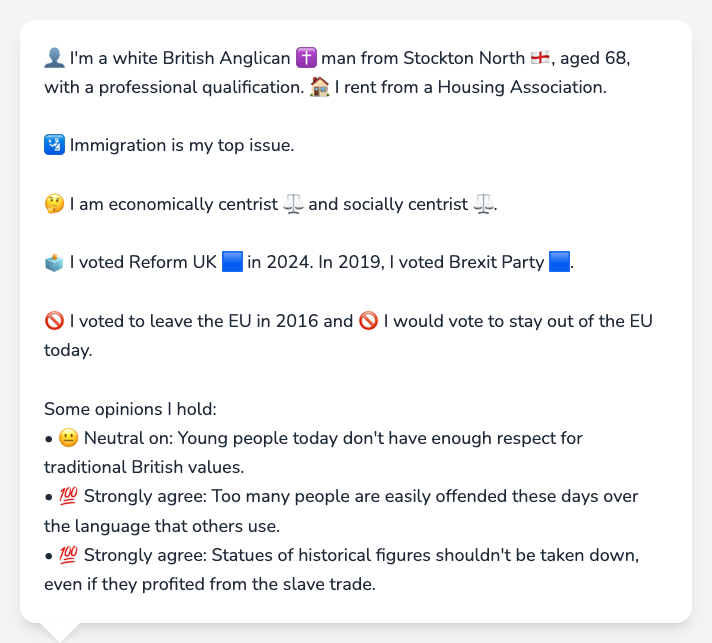 👤 I'm a white British Anglican ✝️ man from Stockton North 🏴󠁧󠁢󠁥󠁮󠁧󠁿, aged 68,
with a professional qualification. 🏠 I rent from a Housing Association.
🛂 Immigration is my top issue.
🤔 I am economically centrist ⚖️ and socially centrist ⚖️.
🗳️ I voted Reform UK 🟦 in 2024. In 2019, I voted Brexit Party 🟦.
🚫 I voted to leave the EU in 2016 and 🚫 I would vote to stay out of the EU
today.
Some opinions I hold:
• 😐 Neutral on: Young people today don't have enough respect for
traditional British values.
• 💯 Strongly agree: Too many people are easily offended these days over
the language that others use.
• 💯 Strongly agree: Statues of historical figures shouldn't be taken down,
even if they profited from the slave trade.